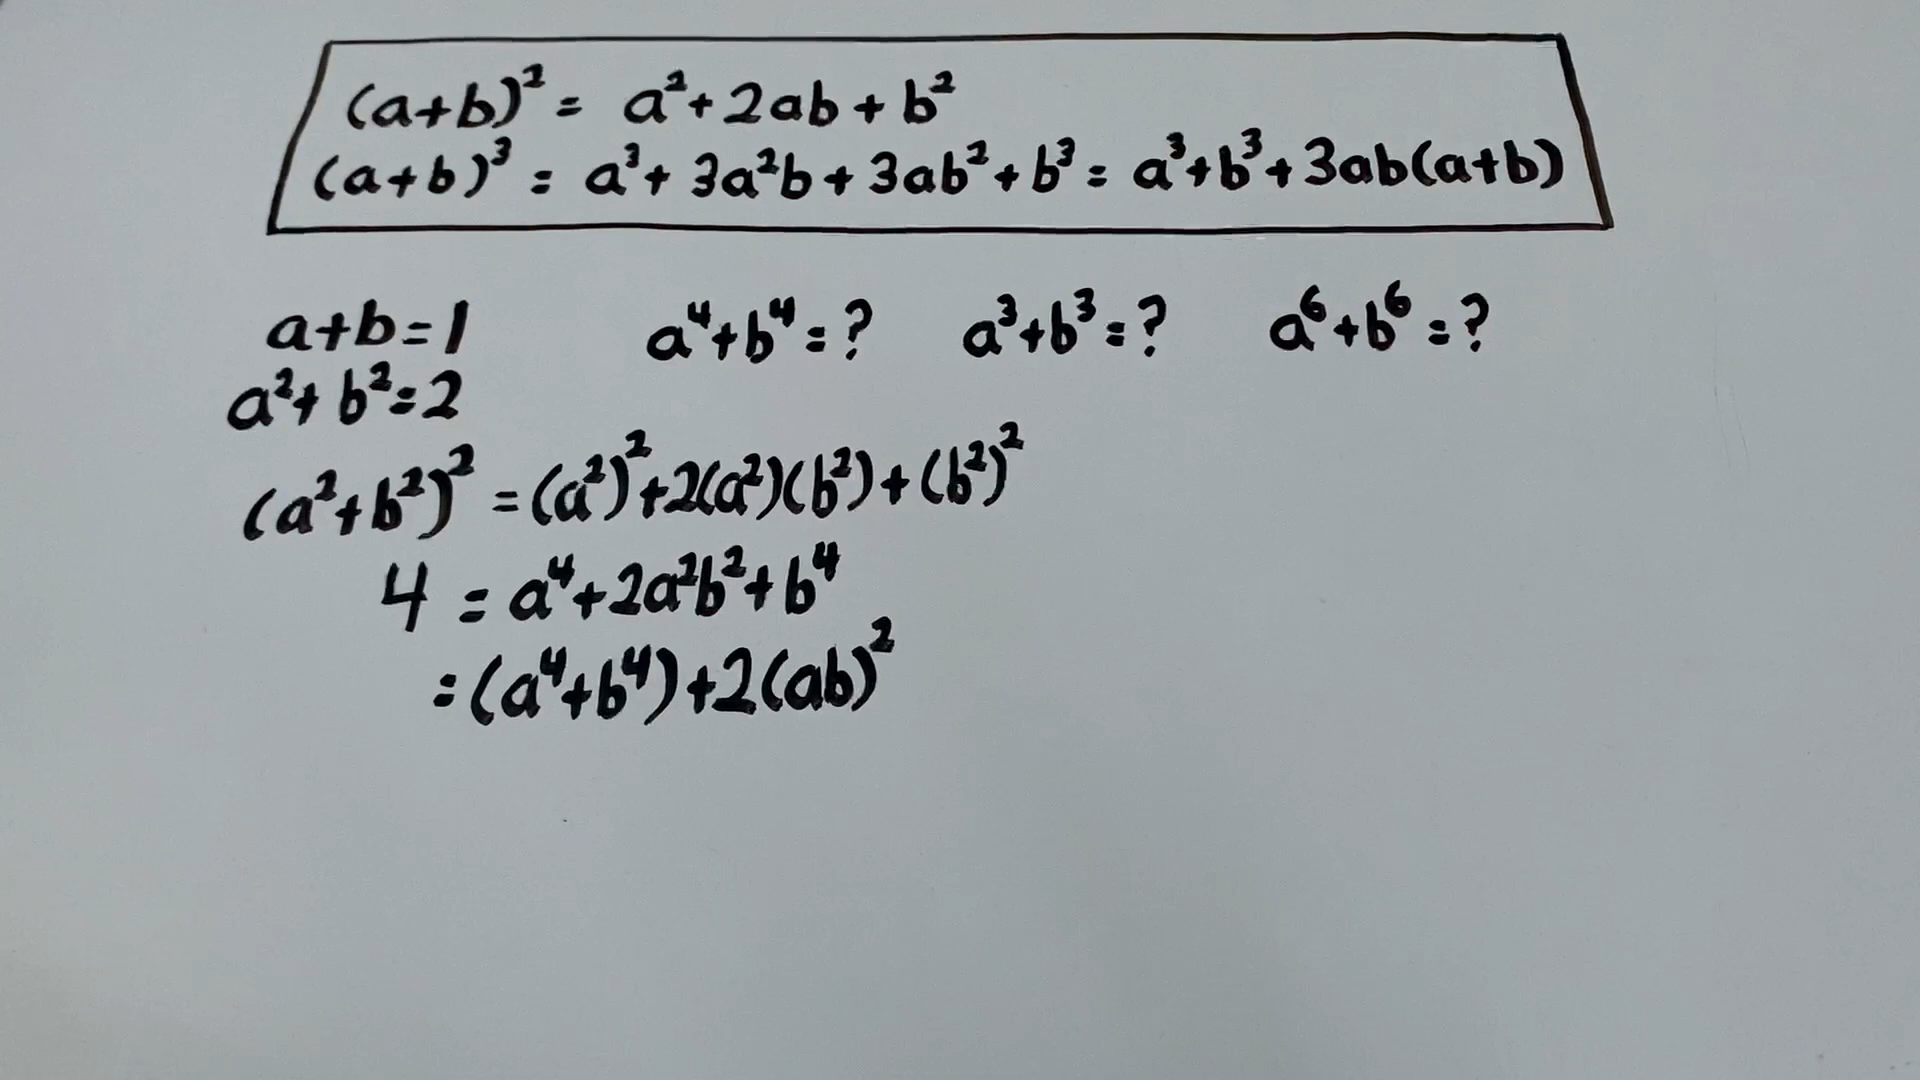 (a+b)² = a²+2ab+b²
(a+b)³ = a³+3a²b+3ab²+b³ = a³+b³+3ab(a+b)
a+b=1 a⁴+b⁴=? a³+b³=? a⁶+b⁶=?
a²+b²=2
(a²+b²)² = (a²)²+2(a²)(b²)+(b²)²
4 = a⁴+2a²b²+b⁴
=(a⁴+b⁴)+2(ab)²